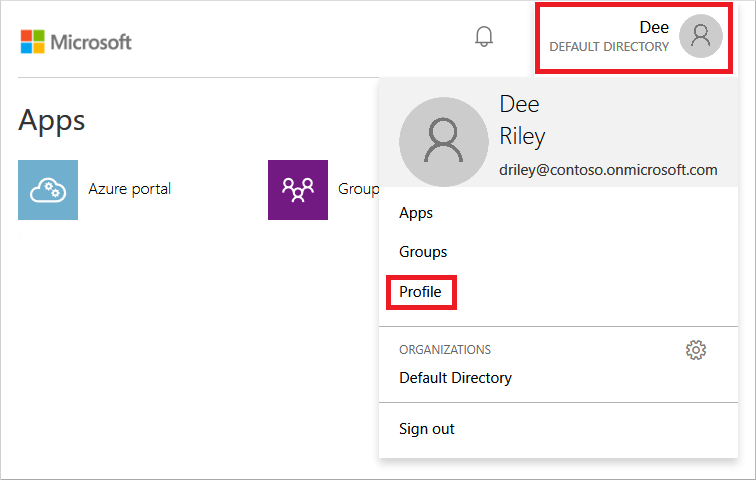 Microsoft
Dee
DEFAULT DIRECTORY
Apps
Azure portal
Group
Dee
Riley
driley@contoso.onmicrosoft.com
Apps
Groups
Profile
ORGANIZATIONS
Default Directory
Sign out